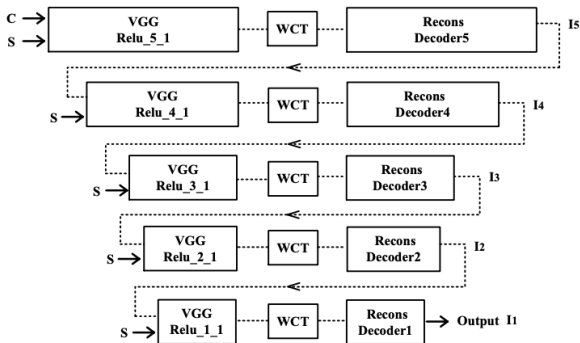 C
S
VGG
Relu_5_1
WCT
Recons
Decoder5
I5
S
VGG
Relu_4_1
WCT
Recons
Decoder4
I4
S
VGG
Relu_3_1
WCT
Recons
Decoder3
I3
S
VGG
Relu_2_1
WCT
Recons
Decoder2
I2
S
VGG
Relu_1_1
WCT
Recons
Decoder1
Output I1